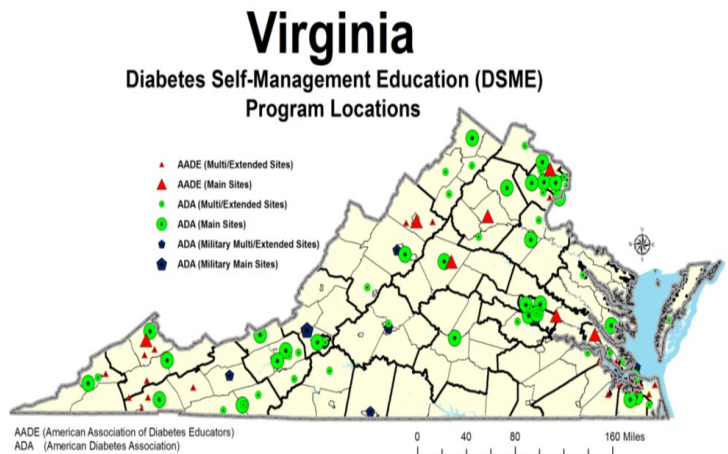 Virginia
Diabetes Self-Management Education (DSME)
Program Locations
AADE (Multi/Extended Sites)
AADE (Main Sites)
ADA (Multi/Extended Sites)
ADA (Main Sites)
ADA (Military Multi/Extended Sites)
ADA (Military Main Sites)
AADE (American Association of Diabetes Educators)
ADA (American Diabetes Association)
0 40 80 160 Miles